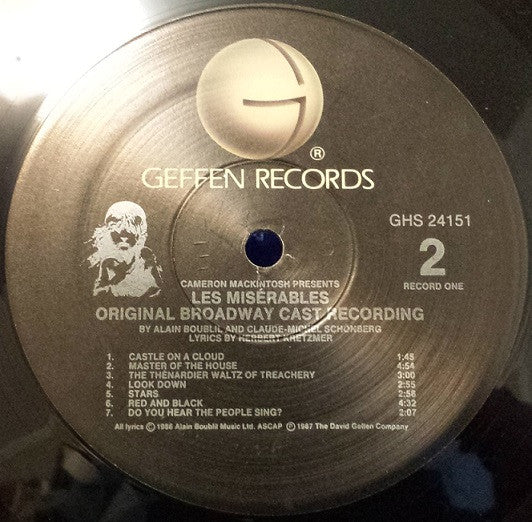 ®
GEFFEN RECORDS
GHS 24151
2
RECORD ONE
CAMERON MACKINTOSH PRESENTS
LES MISÉRABLES
ORIGINAL BROADWAY CAST RECORDING
BY ALAIN BOUBLIL AND CLAUDE-MICHEL SCHÖNBERG
LYRICS BY HERBERT KRETZMER
1. CASTLE ON A CLOUD 1:45
2. MASTER OF THE HOUSE 4:54
3. THE THÉNARDIER WALTZ OF TREACHERY 3:00
4. LOOK DOWN 2:55
5. STARS 2:58
6. RED AND BLACK 4:32
7. DO YOU HEAR THE PEOPLE SING? 2:07
All lyrics © 1986 Alain Boublil Music Ltd. ASCAP ℗ 1987 The David Geffen Company